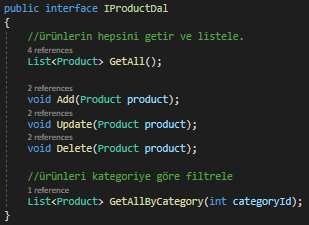 public interface IProductDal
{
//ürünlerin hepsini getir ve listele.
4 references
List<Product> GetAll();
2 references
void Add(Product product);
2 references
void Update(Product product);
2 references
void Delete(Product product);
//ürünleri kategoriye göre filtrele
1 reference
List<Product> GetAllByCategory(int categoryId);
}